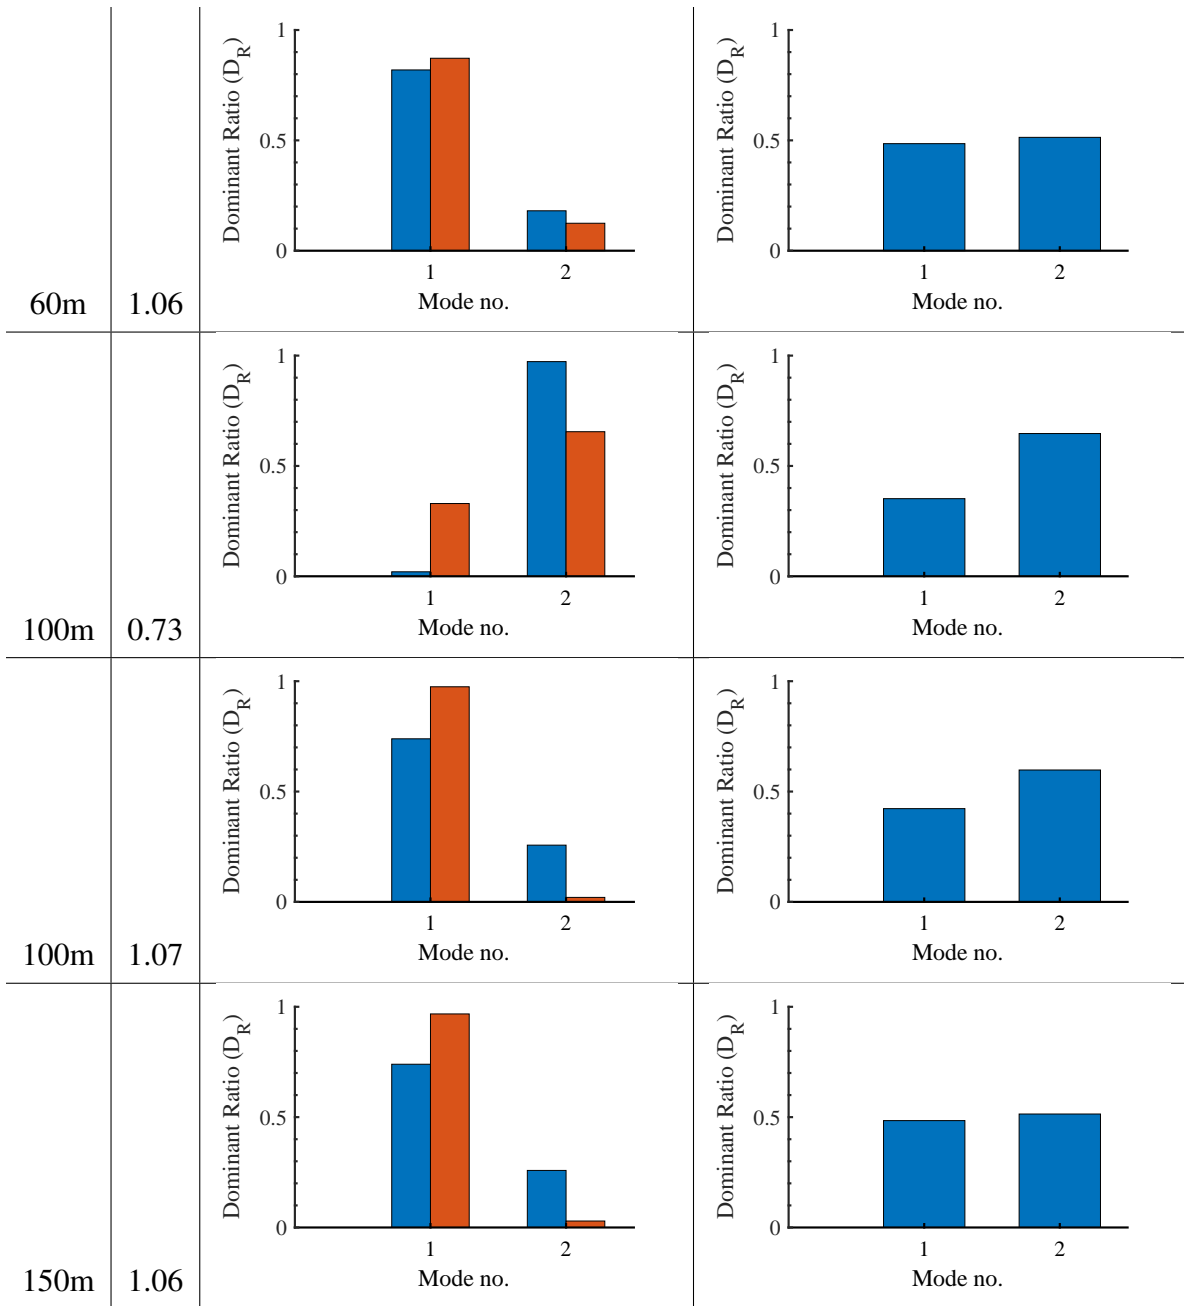 1
0.5
0
Dominant Ratio (D_R)
1 2
Mode no.
1
0.5
0
Dominant Ratio (D_R)
1 2
Mode no.
60m 1.06
1
0.5
0
Dominant Ratio (D_R)
1 2
Mode no.
1
0.5
0
Dominant Ratio (D_R)
1 2
Mode no.
100m 0.73
1
0.5
0
Dominant Ratio (D_R)
1 2
Mode no.
1
0.5
0
Dominant Ratio (D_R)
1 2
Mode no.
100m 1.07
1
0.5
0
Dominant Ratio (D_R)
1 2
Mode no.
1
0.5
0
Dominant Ratio (D_R)
1 2
Mode no.
150m 1.06